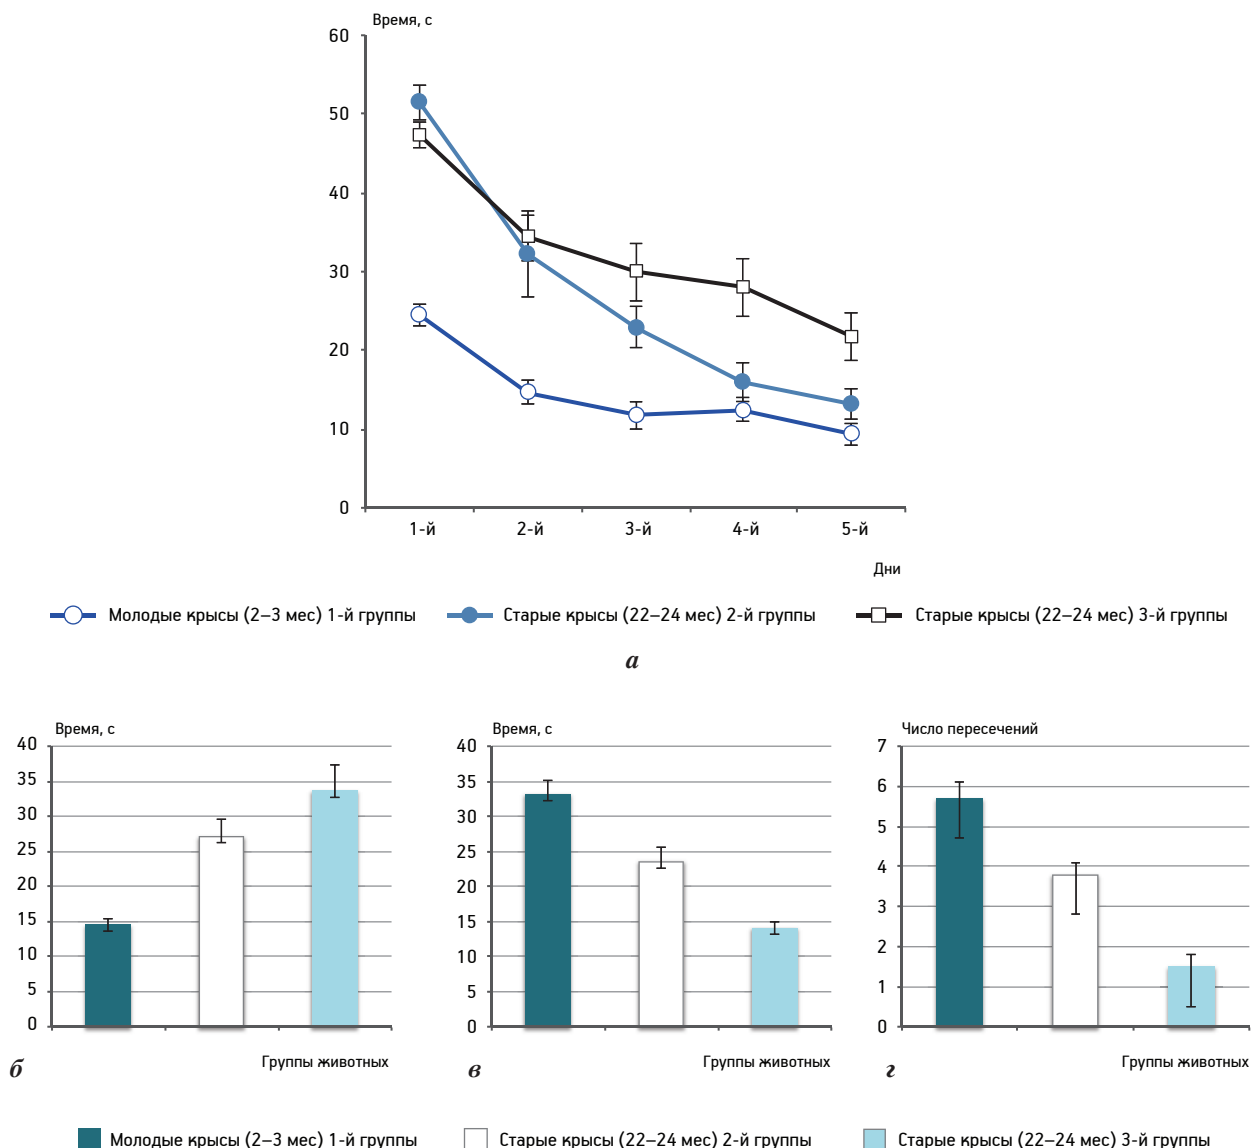 Время, с
60
50
40
30
20
10
0
1-й 2-й 3-й 4-й 5-й
Дни
Молодые крысы (2–3 мес) 1-й группы Старые крысы (22–24 мес) 2-й группы Старые крысы (22–24 мес) 3-й группы
а
Время, с
40
35
30
25
20
15
10
5
0
Группы животных
б
Время, с
40
35
30
25
20
15
10
5
0
Группы животных
в
Число пересечений
7
6
5
4
3
2
1
0
Группы животных
г
Молодые крысы (2–3 мес) 1-й группы Старые крысы (22–24 мес) 2-й группы Старые крысы (22–24 мес) 3-й группы